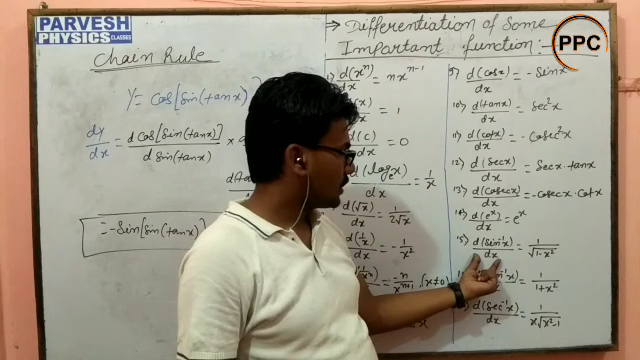 PARVESH
PHYSICS CLASSES
Chain Rule
Y = Cos[Sin(tanx)]
dy/dx = d Cos[Sin(tanx)]/d Sin(tanx) ×
= -Sin[Sin(tanx)]
→ Differentiation of Some
Important function:-
PPC
d(x^n)/dx = nx^(n-1)
= 1
d(c) = 0
d(log_e x)/dx = 1/x
d(√x)/dx = 1/2√x
d(1/x) = -1/x²
-n/x^(n+1), (x≠0)
9) d(cosx)/dx = -Sinx
10) d(tanx)/dx = Sec²x
11) d(cotx)/dx = -Cosec²x
12) d(Secx)/dx = Secx·tanx
13) d(Cosecx)/dx = -cosecx·Cotx
14) d(e^x)/dx = e^x
15) d(Sin⁻¹x)/dx = 1/√(1-x²)
= 1/(1+x²)
d(Sec⁻¹x)/dx = 1/(x√(x²-1))